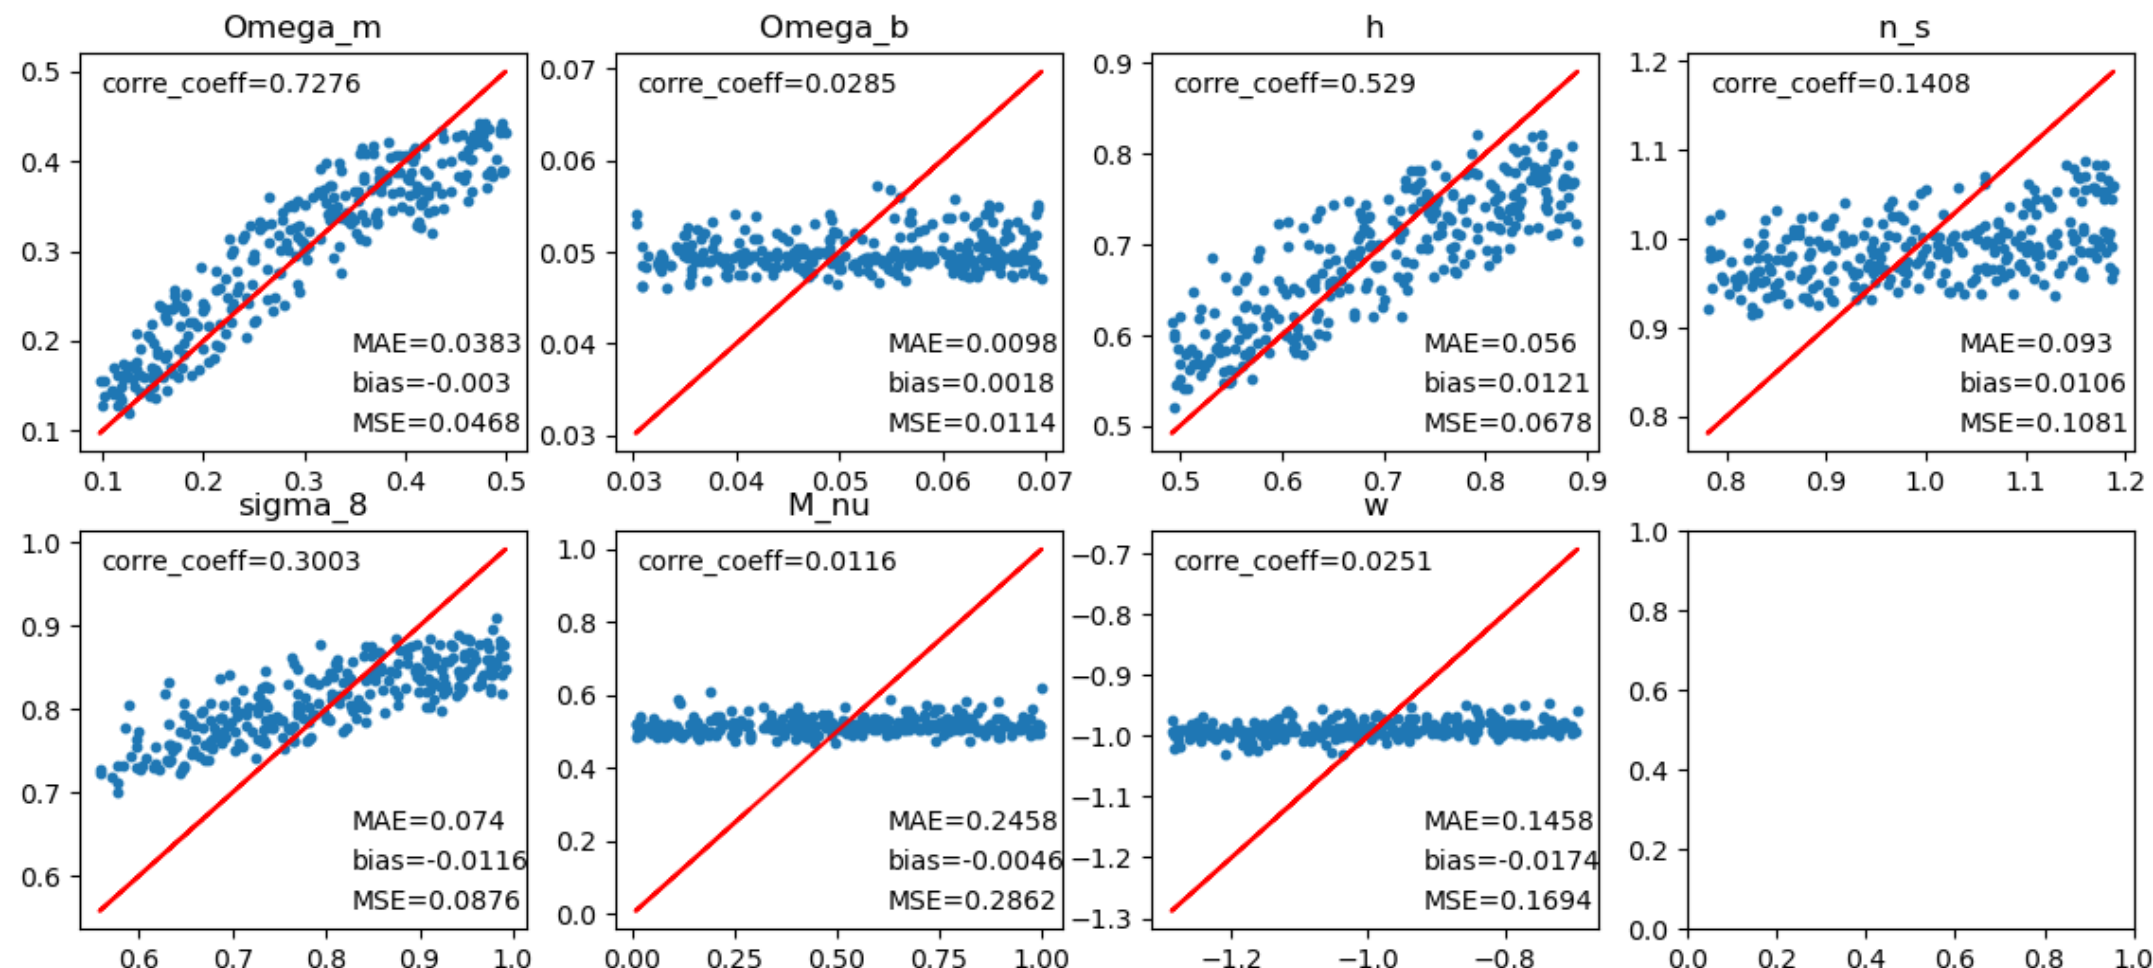 Omega_m
corre_coeff=0.7276
0.5
0.4
0.3
0.2
0.1
MAE=0.0383
bias=-0.003
MSE=0.0468
0.1 0.2 0.3 0.4 0.5
Omega_b
corre_coeff=0.0285
0.07
0.06
0.05
0.04
0.03
MAE=0.0098
bias=0.0018
MSE=0.0114
0.03 0.04 0.05 0.06 0.07
h
corre_coeff=0.529
0.9
0.8
0.7
0.6
0.5
MAE=0.056
bias=0.0121
MSE=0.0678
0.5 0.6 0.7 0.8 0.9
n_s
corre_coeff=0.1408
1.2
1.1
1.0
0.9
0.8
MAE=0.093
bias=0.0106
MSE=0.1081
0.8 0.9 1.0 1.1 1.2
sigma_8
corre_coeff=0.3003
1.0
0.9
0.8
0.7
0.6
MAE=0.074
bias=-0.0116
MSE=0.0876
0.6 0.7 0.8 0.9 1.0
M_nu
corre_coeff=0.0116
1.0
0.8
0.6
0.4
0.2
0.0
MAE=0.2458
bias=-0.0046
MSE=0.2862
0.00 0.25 0.50 0.75 1.00
w
corre_coeff=0.0251
−0.7
−0.8
−0.9
−1.0
−1.1
−1.2
−1.3
MAE=0.1458
bias=-0.0174
MSE=0.1694
−1.2 −1.0 −0.8
1.0
0.8
0.6
0.4
0.2
0.0
0.0 0.2 0.4 0.6 0.8 1.0